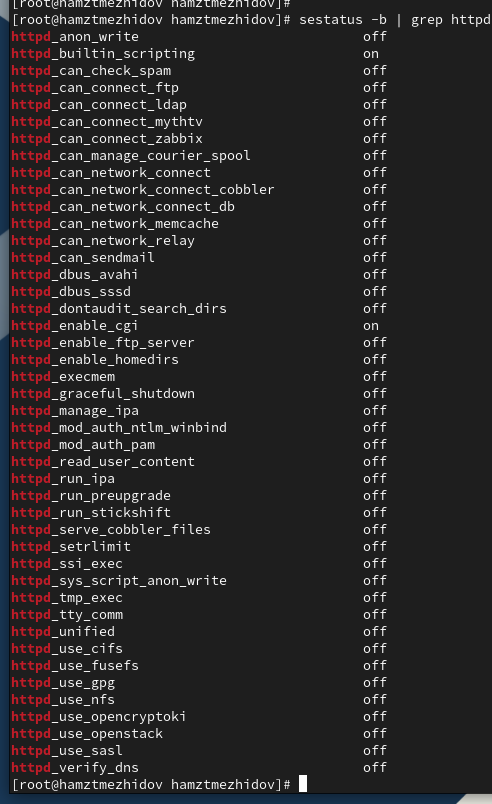 [root@hamztmezhidov hamztmezhidov]#
[root@hamztmezhidov hamztmezhidov]# sestatus -b | grep httpd
httpd_anon_write off
httpd_builtin_scripting on
httpd_can_check_spam off
httpd_can_connect_ftp off
httpd_can_connect_ldap off
httpd_can_connect_mythtv off
httpd_can_connect_zabbix off
httpd_can_manage_courier_spool off
httpd_can_network_connect off
httpd_can_network_connect_cobbler off
httpd_can_network_connect_db off
httpd_can_network_memcache off
httpd_can_network_relay off
httpd_can_sendmail off
httpd_dbus_avahi off
httpd_dbus_sssd off
httpd_dontaudit_search_dirs off
httpd_enable_cgi on
httpd_enable_ftp_server off
httpd_enable_homedirs off
httpd_execmem off
httpd_graceful_shutdown off
httpd_manage_ipa off
httpd_mod_auth_ntlm_winbind off
httpd_mod_auth_pam off
httpd_read_user_content off
httpd_run_ipa off
httpd_run_preupgrade off
httpd_run_stickshift off
httpd_serve_cobbler_files off
httpd_setrlimit off
httpd_ssi_exec off
httpd_sys_script_anon_write off
httpd_tmp_exec off
httpd_tty_comm off
httpd_unified off
httpd_use_cifs off
httpd_use_fusefs off
httpd_use_gpg off
httpd_use_nfs off
httpd_use_opencryptoki off
httpd_use_openstack off
httpd_use_sasl off
httpd_verify_dns off
[root@hamztmezhidov hamztmezhidov]#